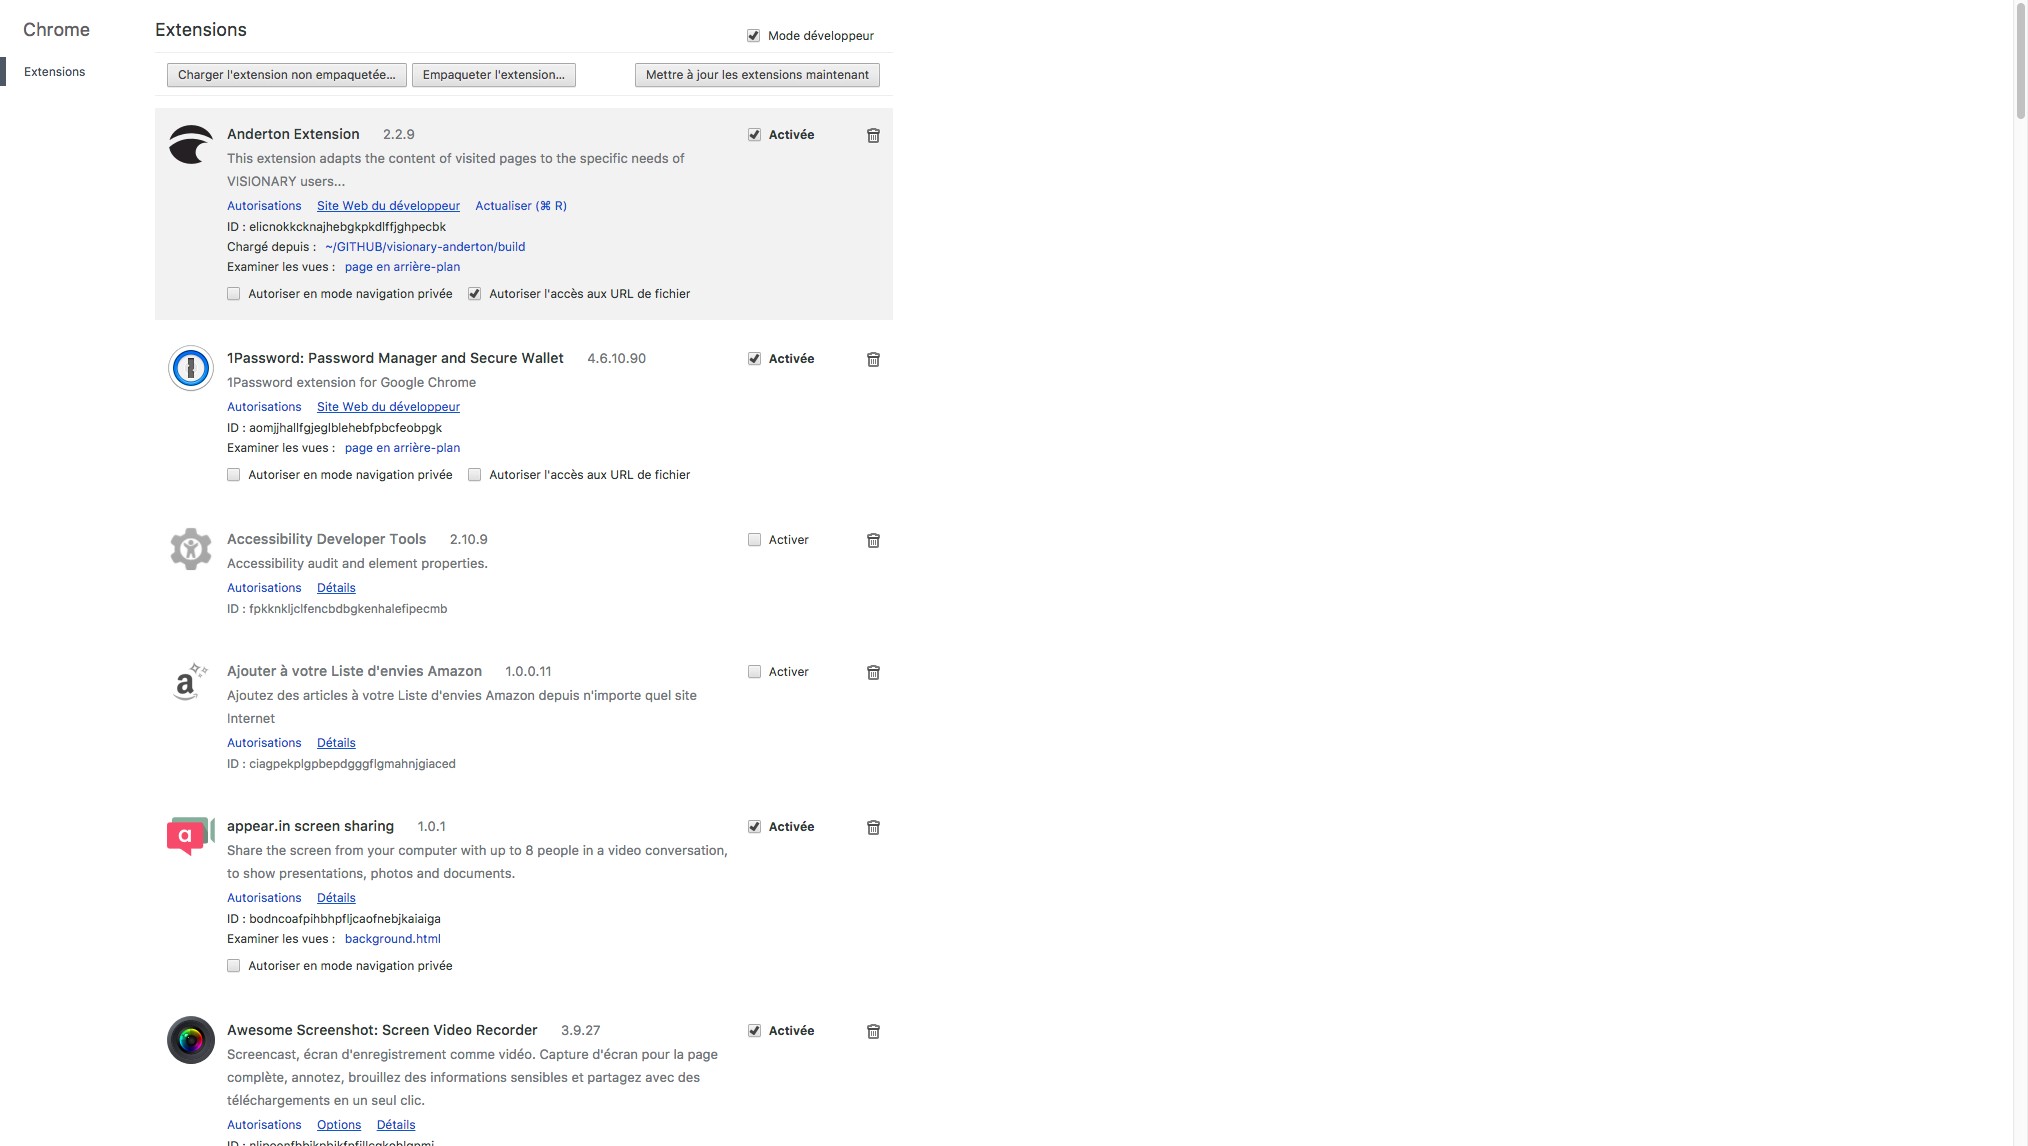 Chrome
Extensions
Extensions
Mode développeur
Charger l'extension non empaquetée... Empaqueter l'extension... Mettre à jour les extensions maintenant
Anderton Extension 2.2.9 Activée
This extension adapts the content of visited pages to the specific needs of
VISIONARY users...
Autorisations Site Web du développeur Actualiser (⌘ R)
ID : elicnokkcknajhebgkpkdlffjghpecbk
Chargé depuis : ~/GITHUB/visionary-anderton/build
Examiner les vues : page en arrière-plan
Autoriser en mode navigation privée Autoriser l'accès aux URL de fichier
1Password: Password Manager and Secure Wallet 4.6.10.90 Activée
1Password extension for Google Chrome
Autorisations Site Web du développeur
ID : aomjjhallfgjeglblehebfpbcfeobpgk
Examiner les vues : page en arrière-plan
Autoriser en mode navigation privée Autoriser l'accès aux URL de fichier
Accessibility Developer Tools 2.10.9 Activer
Accessibility audit and element properties.
Autorisations Détails
ID : fpkknkljclfencbdbgkenhalefipecmb
a
Ajouter à votre Liste d'envies Amazon 1.0.0.11 Activer
Ajoutez des articles à votre Liste d'envies Amazon depuis n'importe quel site
Internet
Autorisations Détails
ID : ciagpekplgpbepdgggflgmahnjgiaced
a
appear.in screen sharing 1.0.1 Activée
Share the screen from your computer with up to 8 people in a video conversation,
to show presentations, photos and documents.
Autorisations Détails
ID : bodncoafpihbhpfljcaofnebjkaiaiga
Examiner les vues : background.html
Autoriser en mode navigation privée
Awesome Screenshot: Screen Video Recorder 3.9.27 Activée
Screencast, écran d'enregistrement comme vidéo. Capture d'écran pour la page
complète, annotez, brouillez des informations sensibles et partagez avec des
téléchargements en un seul clic.
Autorisations Options Détails
ID :